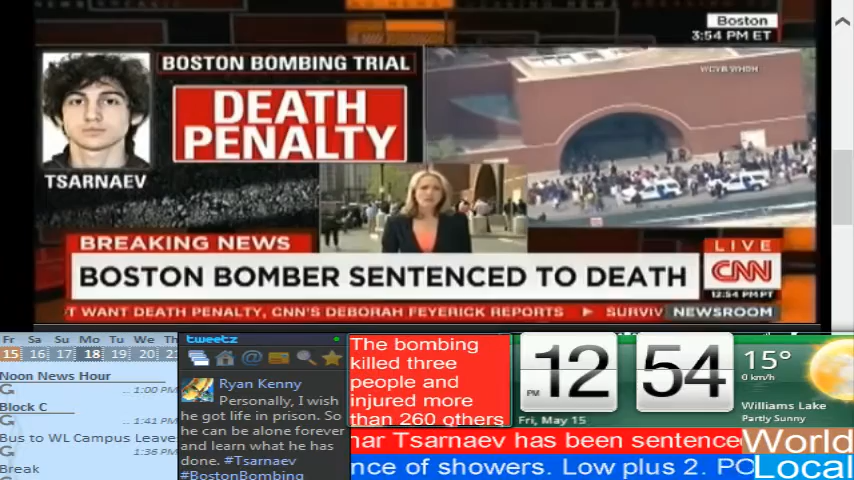 Boston
3:54 PM ET
BOSTON BOMBING TRIAL
WCVB WHDH
DEATH
PENALTY
TSARNAEV
BREAKING NEWS
LIVE
BOSTON BOMBER SENTENCED TO DEATH
CNN
12:54 PM PT
T WANT DEATH PENALTY, CNN'S DEBORAH FEYERICK REPORTS ► SURVIV
NEWSROOM
Fr Sa Su Mo Tu We Th
15 16 17 18 19 20 21
Noon News Hour
.. 1:00 PM
Block C
.. 1:41 PM
Bus to WL Campus Leave
1:36 PM
Break
tweetz
Ryan Kenny
Personally, I wish
he got life in prison. So
he can be alone forever
and learn what he has
done. #Tsarnaev
#BostonBombing
The bombing
killed three
people and
injured more
than 260 others
PM
12 54
Fri, May 15
15°
0 km/h
Williams Lake
Partly Sunny
har Tsarnaev has been sentence
World
nce of showers. Low plus 2. PO
Local